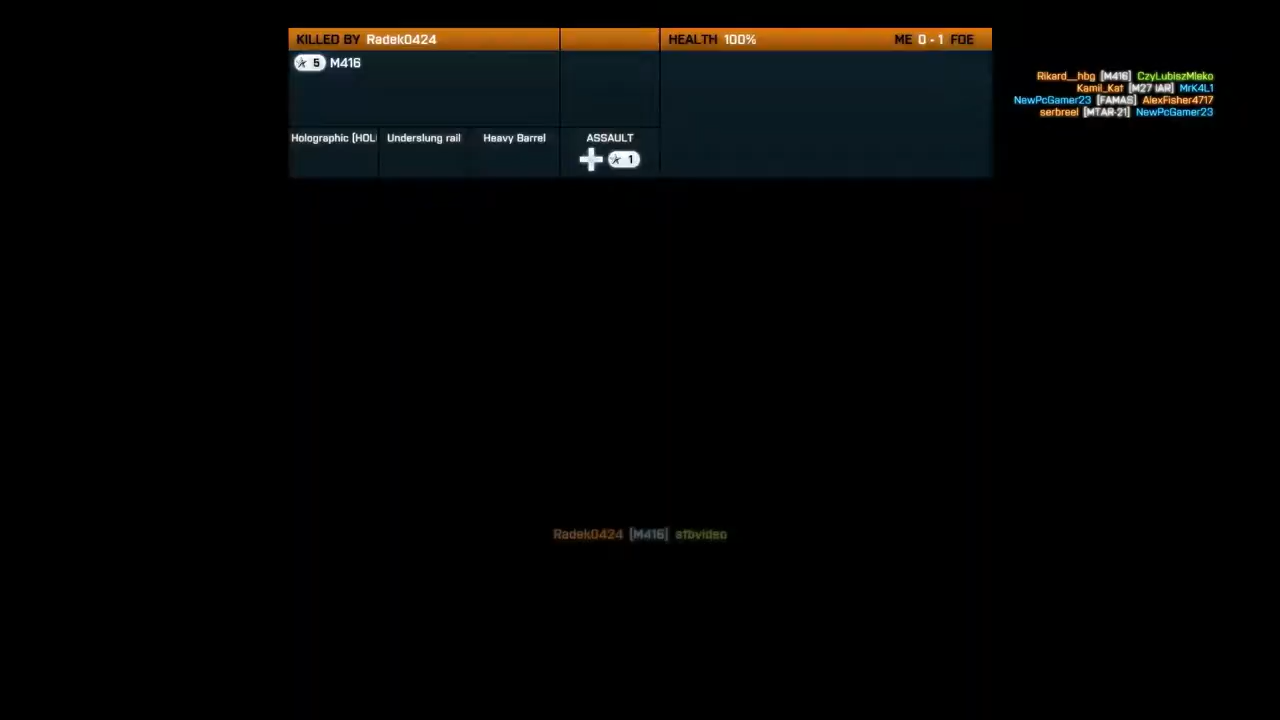 KILLED BY Radek0424 HEALTH 100% ME 0 - 1 FOE
5 M416
Holographic (HOL Underslung rail Heavy Barrel ASSAULT
1
Rikard__hbg [M416] CzyLubiszMleko
Kamil_Kat [M27 IAR] MrK4L1
NewPcGamer23 [FAMAS] AlexFisher4717
serbreel [MTAR-21] NewPcGamer23
Radek0424 [M416] sfbvideo